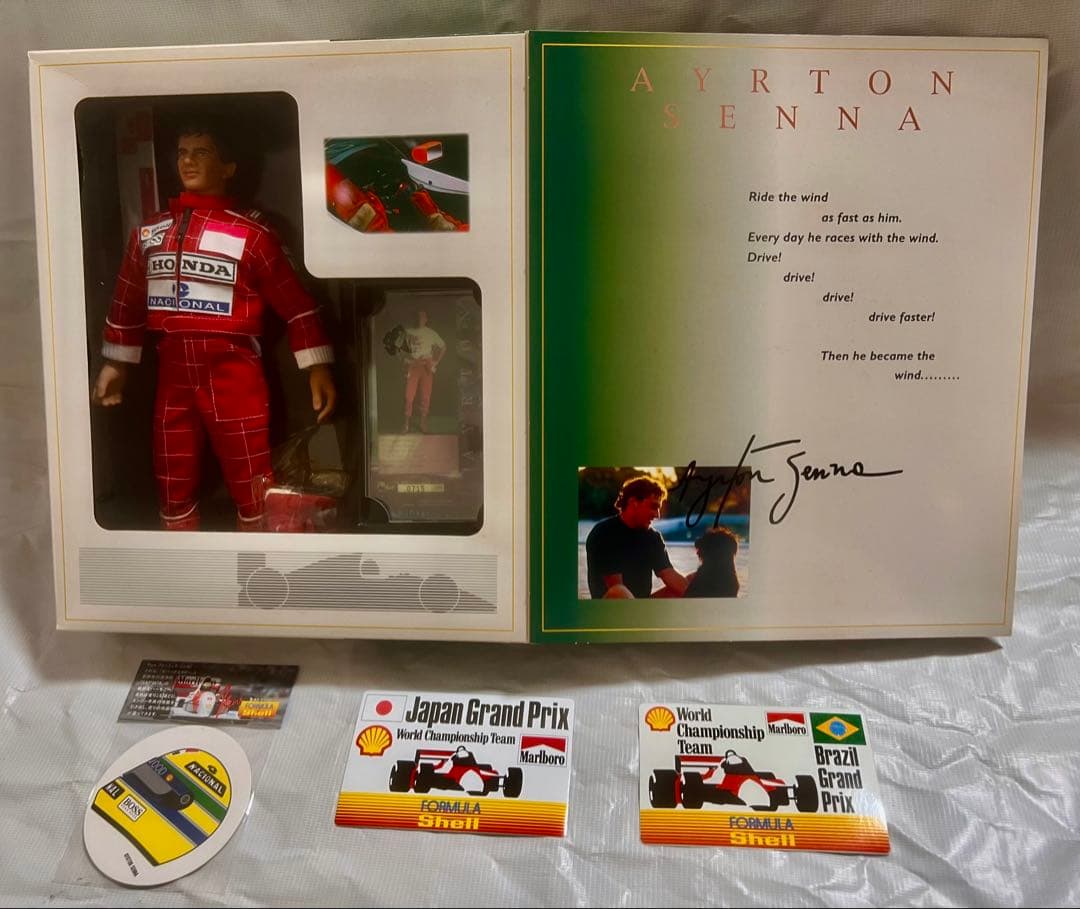 AYRTON
SENNA
Ride the wind
as fast as him.
Every day he races with the wind.
Drive!
drive!
drive!
drive faster!
Then he became the
wind.........
Ayrton Senna
HONDA
NACIONAL
0715
FORMULA
Shell
NACIONAL
BOSS
Japan Grand Prix
World Championship Team
Marlboro
FORMULA
Shell
World
Championship
Team
Marlboro
Brazil
Grand
Prix
FORMULA
Shell